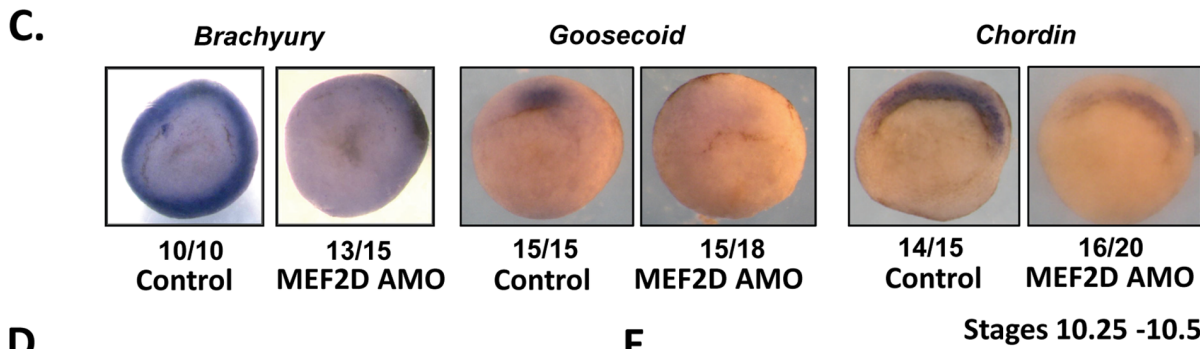 C.
Brachyury Goosecoid Chordin
10/10 13/15 15/15 15/18 14/15 16/20
Control MEF2D AMO Control MEF2D AMO Control MEF2D AMO
Stages 10.25 -10.5
D
E